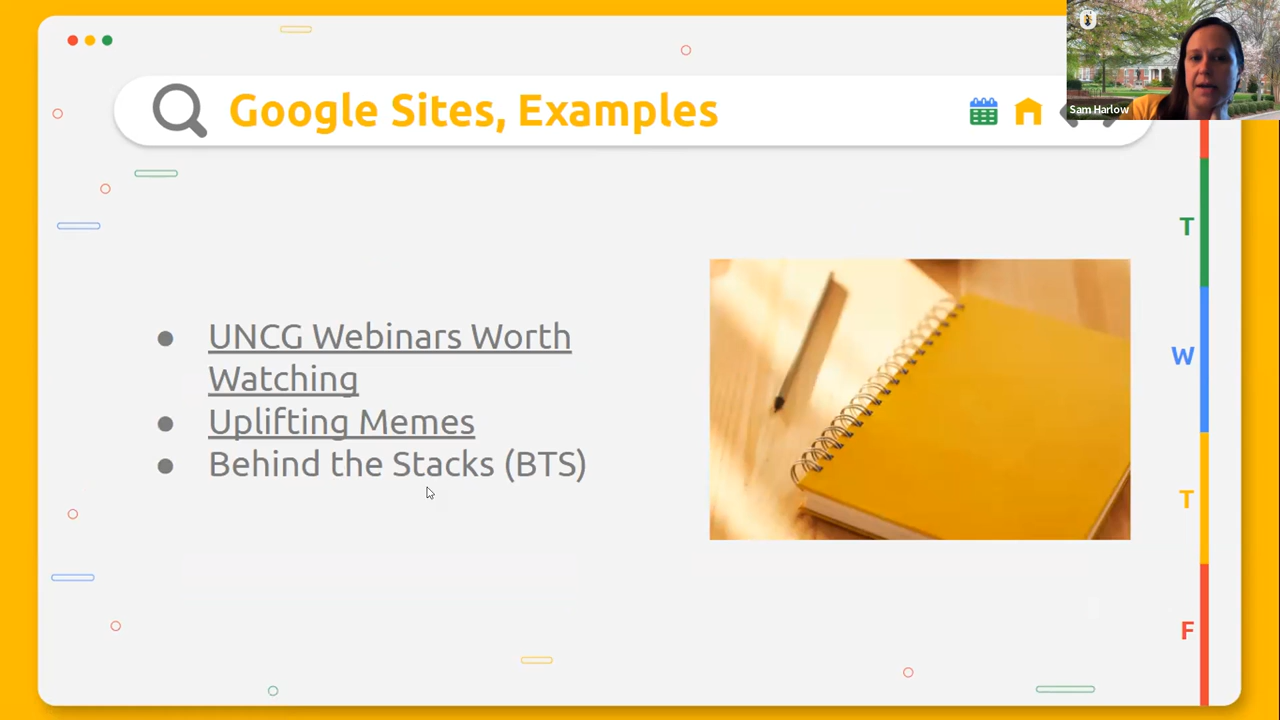 Google Sites, Examples
Sam Harlow
T
● UNCG Webinars Worth
Watching
W
● Uplifting Memes
● Behind the Stacks (BTS)
T
F